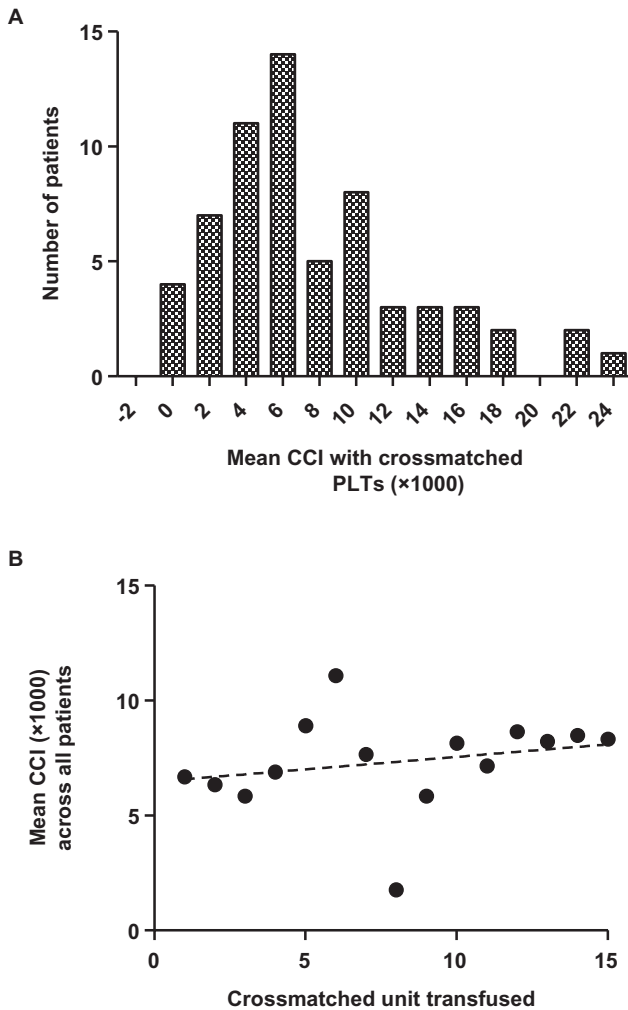 A
15
10
5
0
Number of patients
-2 0 2 4 6 8 10 12 14 16 18 20 22 24
Mean CCI with crossmatched
PLTs (×1000)
B
15
10
5
0
Mean CCI (×1000)
across all patients
0 5 10 15
Crossmatched unit transfused